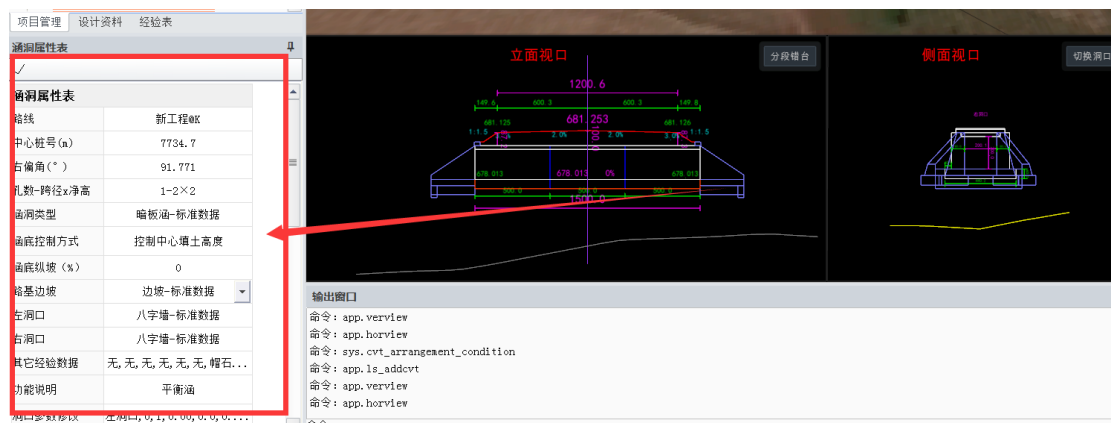 项目管理 设计资料 经验表
涵洞属性表
涵洞属性表
路线 新工程@K
中心桩号(m) 7734.7
右偏角(°) 91.771
孔数-跨径x净高 1-2×2
涵洞类型 暗板涵-标准数据
涵底控制方式 控制中心填土高度
涵底纵坡(%) 0
路基边坡 边坡-标准数据
左洞口 八字墙-标准数据
右洞口 八字墙-标准数据
其它经验数据 无,无,无,无,无,无,帽石...
功能说明 平衡涵
洞口参数修改 左洞口,0,1,0.00,0.0,0....
立面视口
分段错台
1200.6
149.6 600.3 600.3 149.8
681.125 681.253 681.126
1:1.5 2.0% 100.0 2.0% 1:1.5
678.013 678.013 0% 678.013
500.0 500.0 500.0
1500.0
侧面视口
切换洞口
输出窗口
命令: app.verview
命令: app.horview
命令: sys.cvt_arrangement_condition
命令: app.ls_addcvt
命令: app.verview
命令: app.horview
命令: